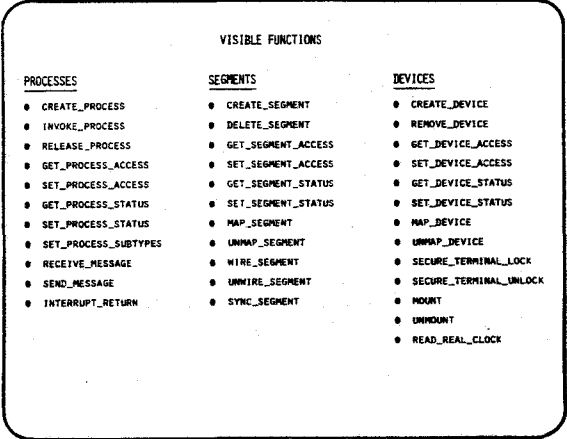 VISIBLE FUNCTIONS
PROCESSES
● CREATE_PROCESS
● INVOKE_PROCESS
● RELEASE_PROCESS
● GET_PROCESS_ACCESS
● SET_PROCESS_ACCESS
● GET_PROCESS_STATUS
● SET_PROCESS_STATUS
● SET_PROCESS_SUBTYPES
● RECEIVE_MESSAGE
● SEND_MESSAGE
● INTERRUPT_RETURN
SEGMENTS
● CREATE_SEGMENT
● DELETE_SEGMENT
● GET_SEGMENT_ACCESS
● SET_SEGMENT_ACCESS
● GET_SEGMENT_STATUS
● SET_SEGMENT_STATUS
● MAP_SEGMENT
● UNMAP_SEGMENT
● WIRE_SEGMENT
● UNWIRE_SEGMENT
● SYNC_SEGMENT
DEVICES
● CREATE_DEVICE
● REMOVE_DEVICE
● GET_DEVICE_ACCESS
● SET_DEVICE_ACCESS
● GET_DEVICE_STATUS
● SET_DEVICE_STATUS
● MAP_DEVICE
● UNMAP_DEVICE
● SECURE_TERMINAL_LOCK
● SECURE_TERMINAL_UNLOCK
● MOUNT
● UNMOUNT
● READ_REAL_CLOCK